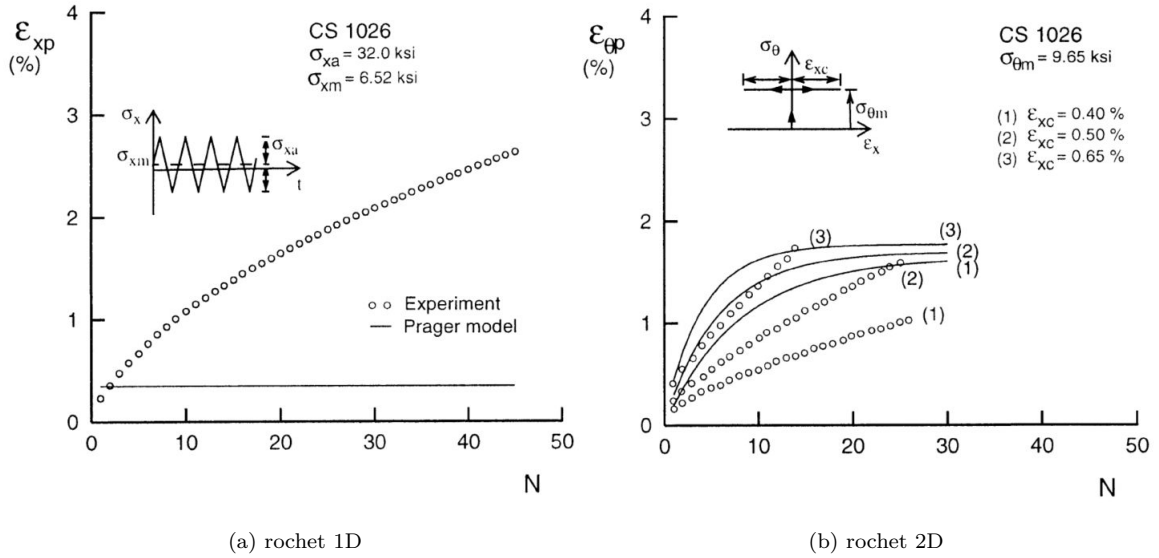 4
ε_xp
(%)
3
2
1
0
CS 1026
σ_xa = 32.0 ksi
σ_xm = 6.52 ksi
σ_x
σ_xm
σ_xa
t
Experiment
Prager model
0 10 20 30 40 50
N
(a) rochet 1D
4
ε_θp
(%)
3
2
1
0
CS 1026
σ_θm = 9.65 ksi
(1) ε_xc = 0.40 %
(2) ε_xc = 0.50 %
(3) ε_xc = 0.65 %
σ_θ
ε_xc
σ_θm
ε_x
(3)
(3)
(2)
(1)
(2)
(1)
0 10 20 30 40 50
N
(b) rochet 2D